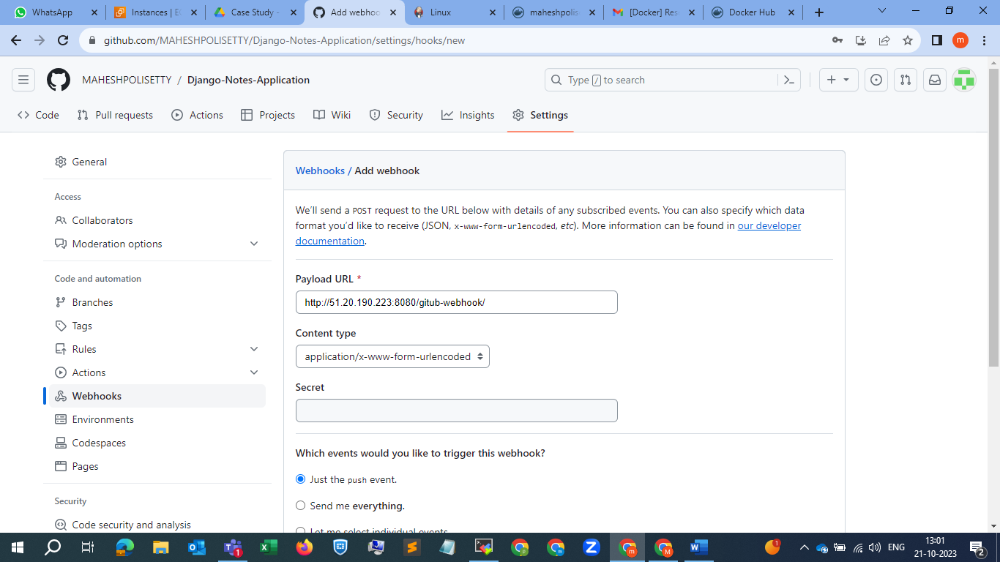 WhatsApp
Instances | E
Case Study -
Add webhoo
Linux
maheshpolis
[Docker] Res
Docker Hub
github.com/MAHESHPOLISETTY/Django-Notes-Application/settings/hooks/new
m
MAHESHPOLISETTY / Django-Notes-Application
Type / to search
Code
Pull requests
Actions
Projects
Wiki
Security
Insights
Settings
General
Access
Collaborators
Moderation options
Code and automation
Branches
Tags
Rules
Actions
Webhooks
Environments
Codespaces
Pages
Security
Code security and analysis
Webhooks / Add webhook
We'll send a POST request to the URL below with details of any subscribed events. You can also specify which data
format you'd like to receive (JSON, x-www-form-urlencoded, etc). More information can be found in our developer
documentation.
Payload URL *
http://51.20.190.223:8080/gitub-webhook/
Content type
application/x-www-form-urlencoded
Secret
Which events would you like to trigger this webhook?
Just the push event.
Send me everything.
Let me select individual events.
1
ENG
13:01
21-10-2023
2